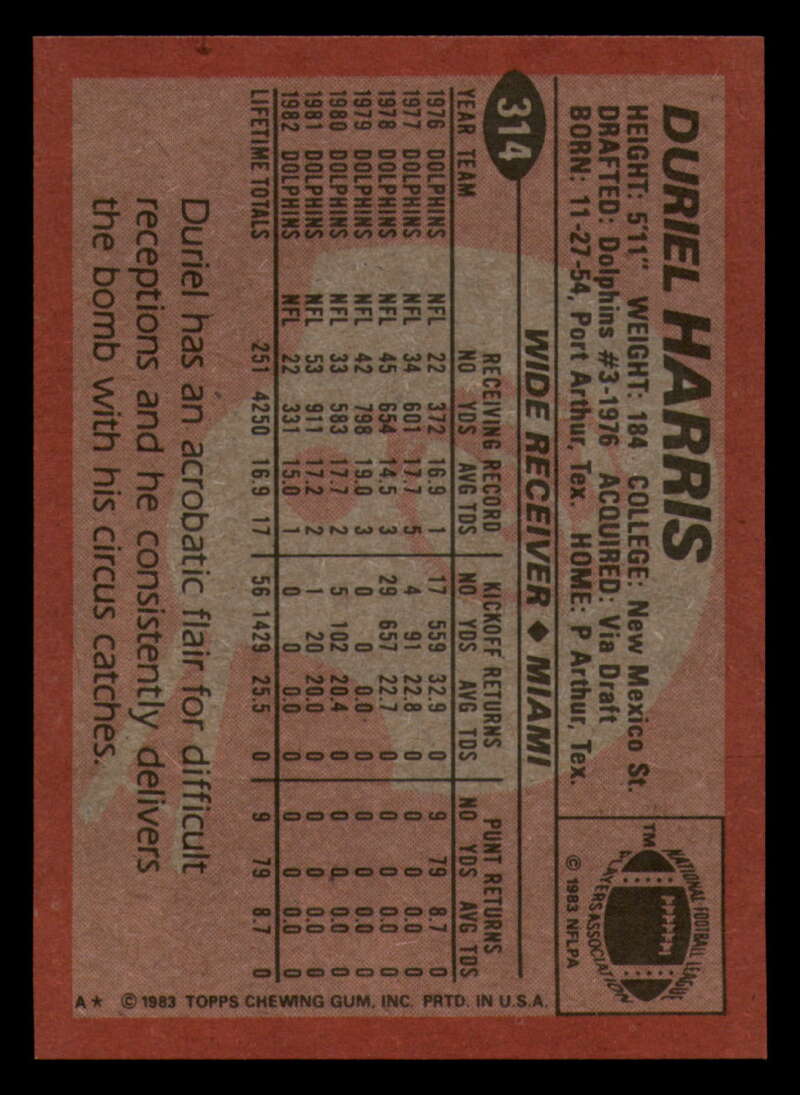 314
DURIEL HARRIS
WIDE RECEIVER ◆ MIAMI
HEIGHT: 5'11" WEIGHT: 184 COLLEGE: New Mexico St.
DRAFTED: Dolphins #3-1976 ACQUIRED: Via Draft
BORN: 11-27-54, Port Arthur, Tex. HOME: P Arthur, Tex.
NATIONAL FOOTBALL LEAGUE
PLAYERS ASSOCIATION
TM
© 1983 NFLPA
RECEIVING RECORD KICKOFF RETURNS PUNT RETURNS
YEAR TEAM NO YDS AVG TDS NO YDS AVG TDS NO YDS AVG TDS
1976 DOLPHINS NFL 22 372 16.9 1 17 559 32.9 0 9 79 8.7 0
1977 DOLPHINS NFL 34 601 17.7 5 4 91 22.8 0 0 0 0.0 0
1978 DOLPHINS NFL 45 654 14.5 3 29 657 22.7 0 0 0 0.0 0
1979 DOLPHINS NFL 42 798 19.0 3 0 0 0.0 0 0 0 0.0 0
1980 DOLPHINS NFL 33 583 17.7 2 5 102 20.4 0 0 0 0.0 0
1981 DOLPHINS NFL 53 911 17.2 2 1 20 20.0 0 0 0 0.0 0
1982 DOLPHINS NFL 22 331 15.0 1 0 0 0.0 0 0 0 0.0 0
LIFETIME TOTALS 251 4250 16.9 17 56 1429 25.5 0 9 79 8.7 0
Duriel has an acrobatic flair for difficult
receptions and he consistently delivers
the bomb with his circus catches.
A* © 1983 TOPPS CHEWING GUM, INC. PRTD. IN U.S.A.